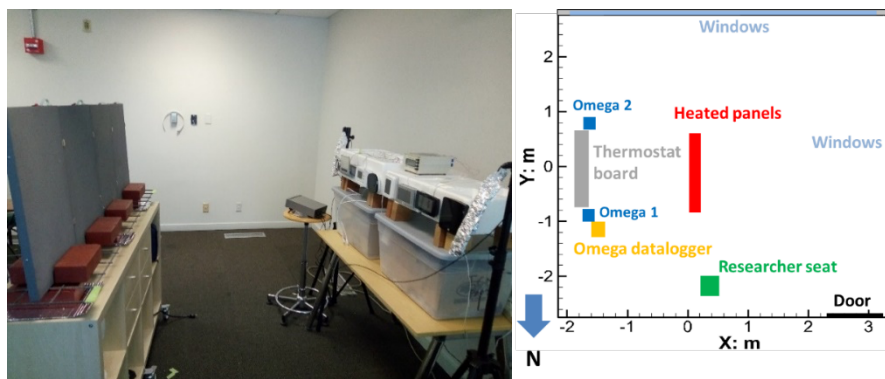 Windows
2
Omega 2
Heated panels
1
Windows
Thermostat
board
0
Y: m
Omega 1
-1
Omega datalogger
Researcher seat
-2
Door
-2
-1
0
1
2
3
X: m
N